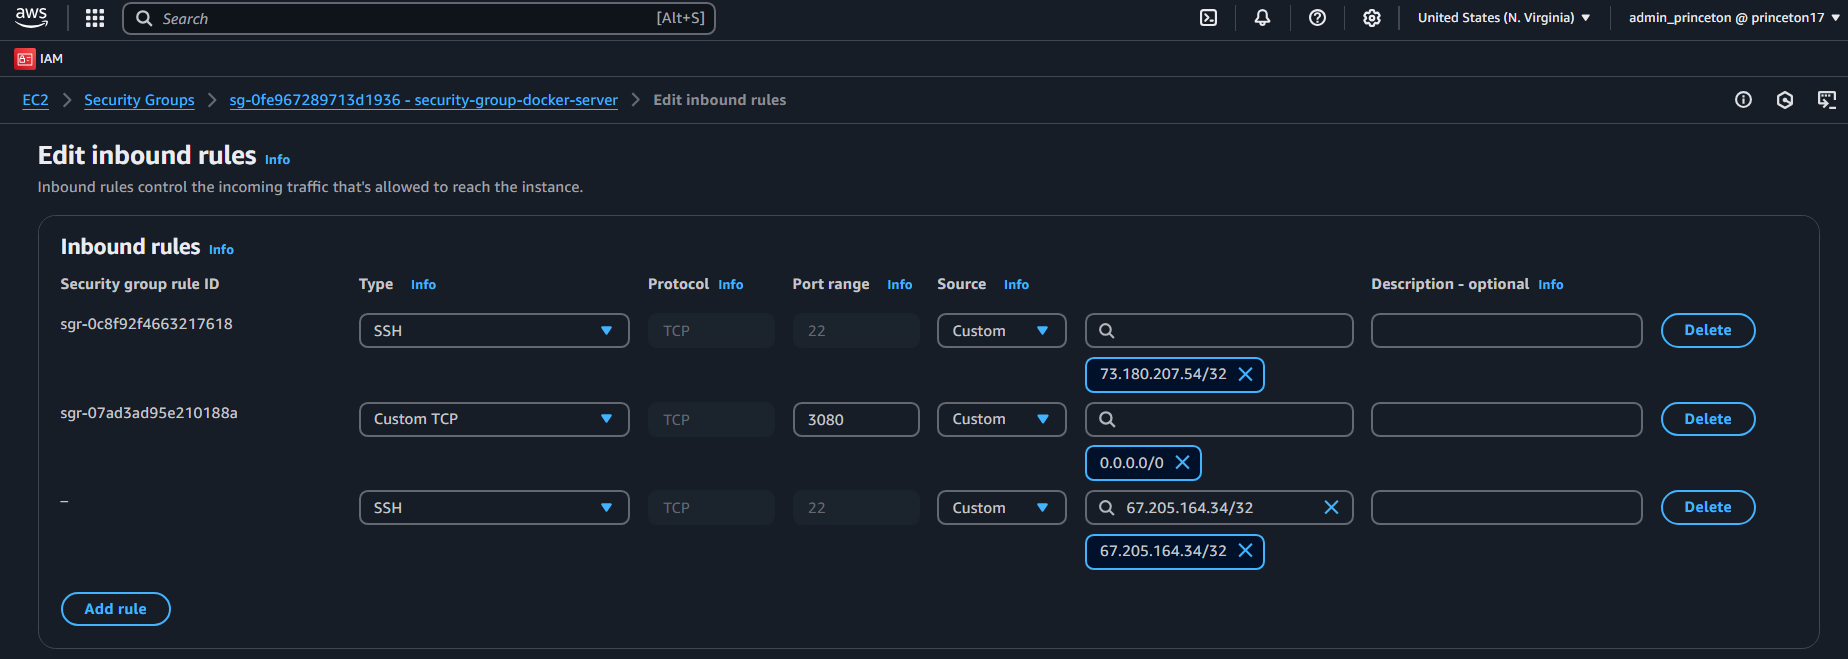 aws Search [Alt+S] United States (N. Virginia) admin_princeton @ princeton17
IAM
EC2 Security Groups sg-0fe967289713d1936 - security-group-docker-server Edit inbound rules
Edit inbound rules Info
Inbound rules control the incoming traffic that's allowed to reach the instance.
Inbound rules Info
Security group rule ID Type Info Protocol Info Port range Info Source Info Description - optional Info
sgr-0c8f92f4663217618 SSH TCP 22 Custom Delete
73.180.207.54/32
sgr-07ad3ad95e210188a Custom TCP TCP 3080 Custom Delete
0.0.0.0/0
– SSH TCP 22 Custom 67.205.164.34/32 Delete
67.205.164.34/32
Add rule